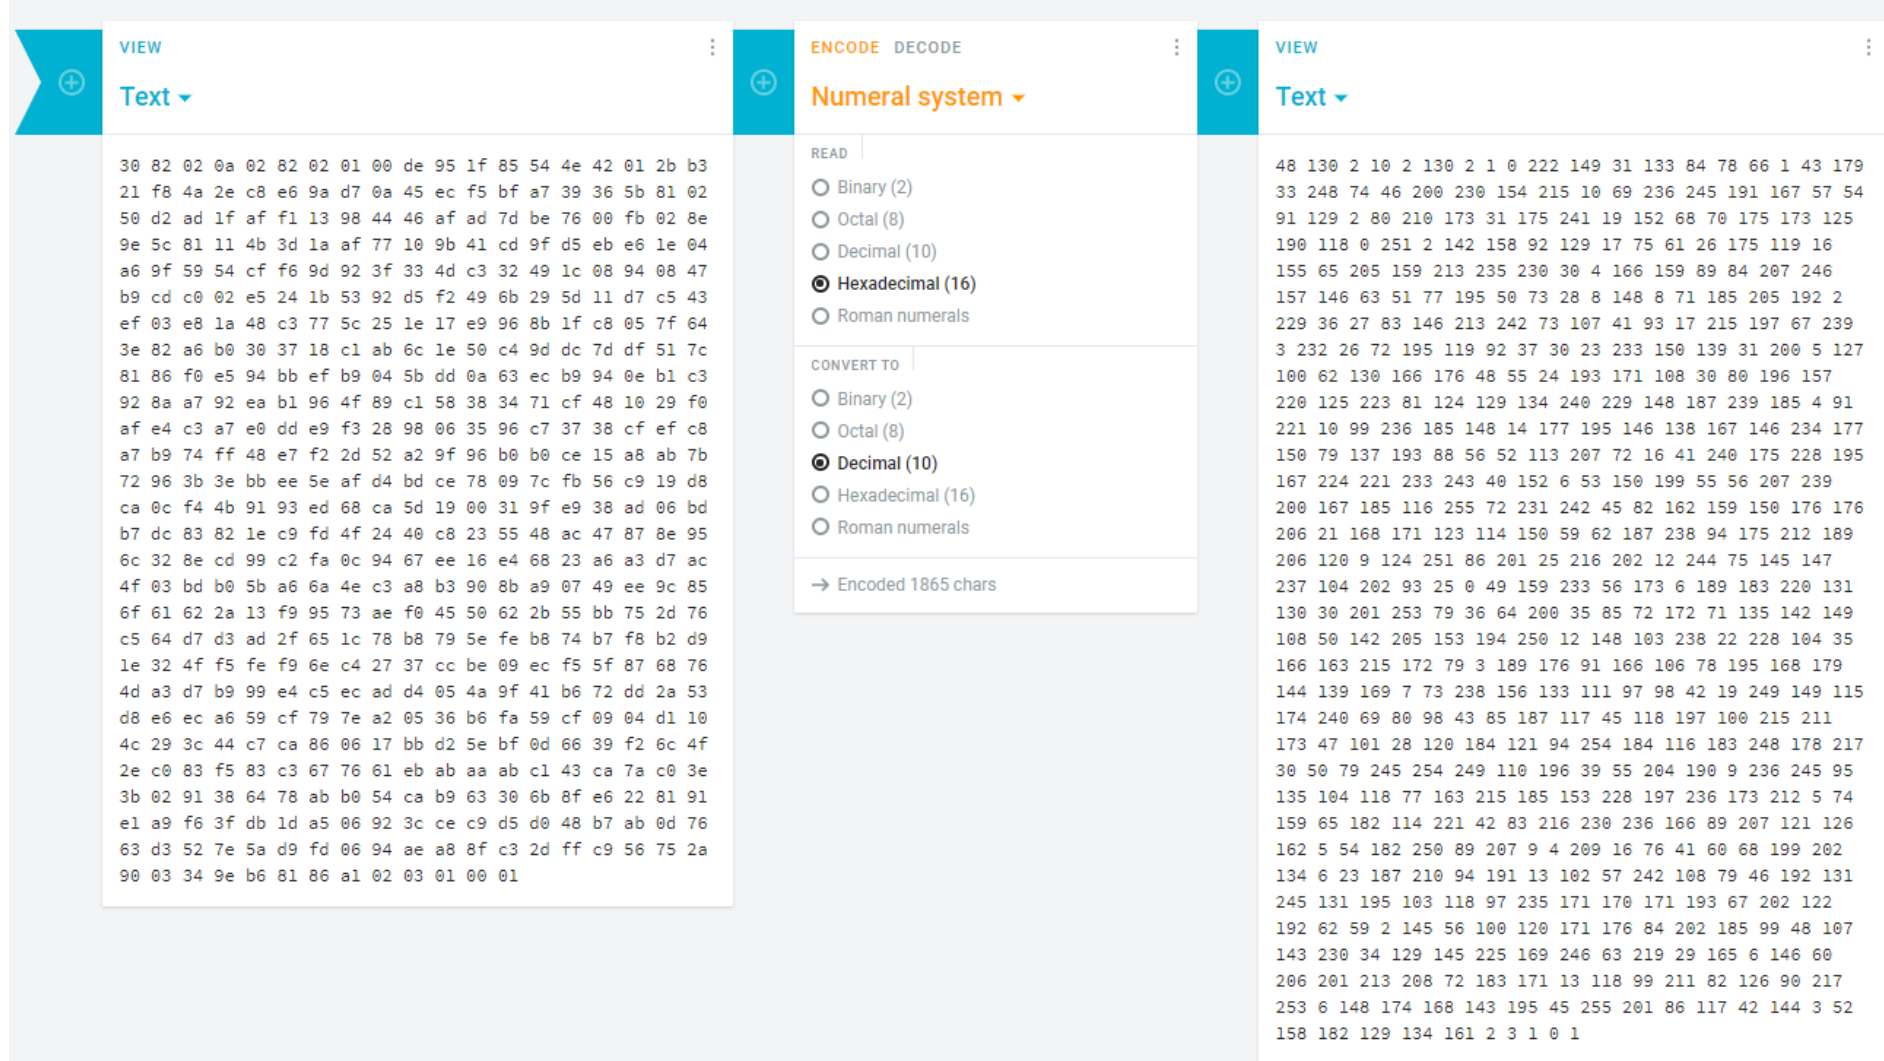 VIEW
Text
30 82 02 0a 02 82 02 01 00 de 95 1f 85 54 4e 42 01 2b b3
21 f8 4a 2e c8 e6 9a d7 0a 45 ec f5 bf a7 39 36 5b 81 02
50 d2 ad 1f af f1 13 98 44 46 af ad 7d be 76 00 fb 02 8e
9e 5c 81 11 4b 3d 1a af 77 10 9b 41 cd 9f d5 eb e6 1e 04
a6 9f 59 54 cf f6 9d 92 3f 33 4d c3 32 49 1c 08 94 08 47
b9 cd c0 02 e5 24 1b 53 92 d5 f2 49 6b 29 5d 11 d7 c5 43
ef 03 e8 1a 48 c3 77 5c 25 1e 17 e9 96 8b 1f c8 05 7f 64
3e 82 a6 b0 30 37 18 c1 ab 6c 1e 50 c4 9d dc 7d df 51 7c
81 86 f0 e5 94 bb ef b9 04 5b dd 0a 63 ec b9 94 0e b1 c3
92 8a a7 92 ea b1 96 4f 89 c1 58 38 34 71 cf 48 10 29 f0
af e4 c3 a7 e0 dd e9 f3 28 98 06 35 96 c7 37 38 cf ef c8
a7 b9 74 ff 48 e7 f2 2d 52 a2 9f 96 b0 b0 ce 15 a8 ab 7b
72 96 3b 3e bb ee 5e af d4 bd ce 78 09 7c fb 56 c9 19 d8
ca 0c f4 4b 91 93 ed 68 ca 5d 19 00 31 9f e9 38 ad 06 bd
b7 dc 83 82 1e c9 fd 4f 24 40 c8 23 55 48 ac 47 87 8e 95
6c 32 8e cd 99 c2 fa 0c 94 67 ee 16 e4 68 23 a6 a3 d7 ac
4f 03 bd b0 5b a6 6a 4e c3 a8 b3 90 8b a9 07 49 ee 9c 85
6f 61 62 2a 13 f9 95 73 ae f0 45 50 62 2b 55 bb 75 2d 76
c5 64 d7 d3 ad 2f 65 1c 78 b8 79 5e fe b8 74 b7 f8 b2 d9
1e 32 4f f5 fe f9 6e c4 27 37 cc be 09 ec f5 5f 87 68 76
4d a3 d7 b9 99 e4 c5 ec ad d4 05 4a 9f 41 b6 72 dd 2a 53
d8 e6 ec a6 59 cf 79 7e a2 05 36 b6 fa 59 cf 09 04 d1 10
4c 29 3c 44 c7 ca 86 06 17 bb d2 5e bf 0d 66 39 f2 6c 4f
2e c0 83 f5 83 c3 67 76 61 eb ab aa ab c1 43 ca 7a c0 3e
3b 02 91 38 64 78 ab b0 54 ca b9 63 30 6b 8f e6 22 81 91
e1 a9 f6 3f db 1d a5 06 92 3c ce c9 d5 d0 48 b7 ab 0d 76
63 d3 52 7e 5a d9 fd 06 94 ae a8 8f c3 2d ff c9 56 75 2a
90 03 34 9e b6 81 86 a1 02 03 01 00 01
ENCODE DECODE
Numeral system
READ
Binary (2)
Octal (8)
Decimal (10)
Hexadecimal (16)
Roman numerals
CONVERT TO
Binary (2)
Octal (8)
Decimal (10)
Hexadecimal (16)
Roman numerals
→ Encoded 1865 chars
VIEW
Text
48 130 2 10 2 130 2 1 0 222 149 31 133 84 78 66 1 43 179
33 248 74 46 200 230 154 215 10 69 236 245 191 167 57 54
91 129 2 80 210 173 31 175 241 19 152 68 70 175 173 125
190 118 0 251 2 142 158 92 129 17 75 61 26 175 119 16
155 65 205 159 213 235 230 30 4 166 159 89 84 207 246
157 146 63 51 77 195 50 73 28 8 148 8 71 185 205 192 2
229 36 27 83 146 213 242 73 107 41 93 17 215 197 67 239
3 232 26 72 195 119 92 37 30 23 233 150 139 31 200 5 127
100 62 130 166 176 48 55 24 193 171 108 30 80 196 157
220 125 223 81 124 129 134 240 229 148 187 239 185 4 91
221 10 99 236 185 148 14 177 195 146 138 167 146 234 177
150 79 137 193 88 56 52 113 207 72 16 41 240 175 228 195
167 224 221 233 243 40 152 6 53 150 199 55 56 207 239
200 167 185 116 255 72 231 242 45 82 162 159 150 176 176
206 21 168 171 123 114 150 59 62 187 238 94 175 212 189
206 120 9 124 251 86 201 25 216 202 12 244 75 145 147
237 104 202 93 25 0 49 159 233 56 173 6 189 183 220 131
130 30 201 253 79 36 64 200 35 85 72 172 71 135 142 149
108 50 142 205 153 194 250 12 148 103 238 22 228 104 35
166 163 215 172 79 3 189 176 91 166 106 78 195 168 179
144 139 169 7 73 238 156 133 111 97 98 42 19 249 149 115
174 240 69 80 98 43 85 187 117 45 118 197 100 215 211
173 47 101 28 120 184 121 94 254 184 116 183 248 178 217
30 50 79 245 254 249 110 196 39 55 204 190 9 236 245 95
135 104 118 77 163 215 185 153 228 197 236 173 212 5 74
159 65 182 114 221 42 83 216 230 236 166 89 207 121 126
162 5 54 182 250 89 207 9 4 209 16 76 41 60 68 199 202
134 6 23 187 210 94 191 13 102 57 242 108 79 46 192 131
245 131 195 103 118 97 235 171 170 171 193 67 202 122
192 62 59 2 145 56 100 120 171 176 84 202 185 99 48 107
143 230 34 129 145 225 169 246 63 219 29 165 6 146 60
206 201 213 208 72 183 171 13 118 99 211 82 126 90 217
253 6 148 174 168 143 195 45 255 201 86 117 42 144 3 52
158 182 129 134 161 2 3 1 0 1